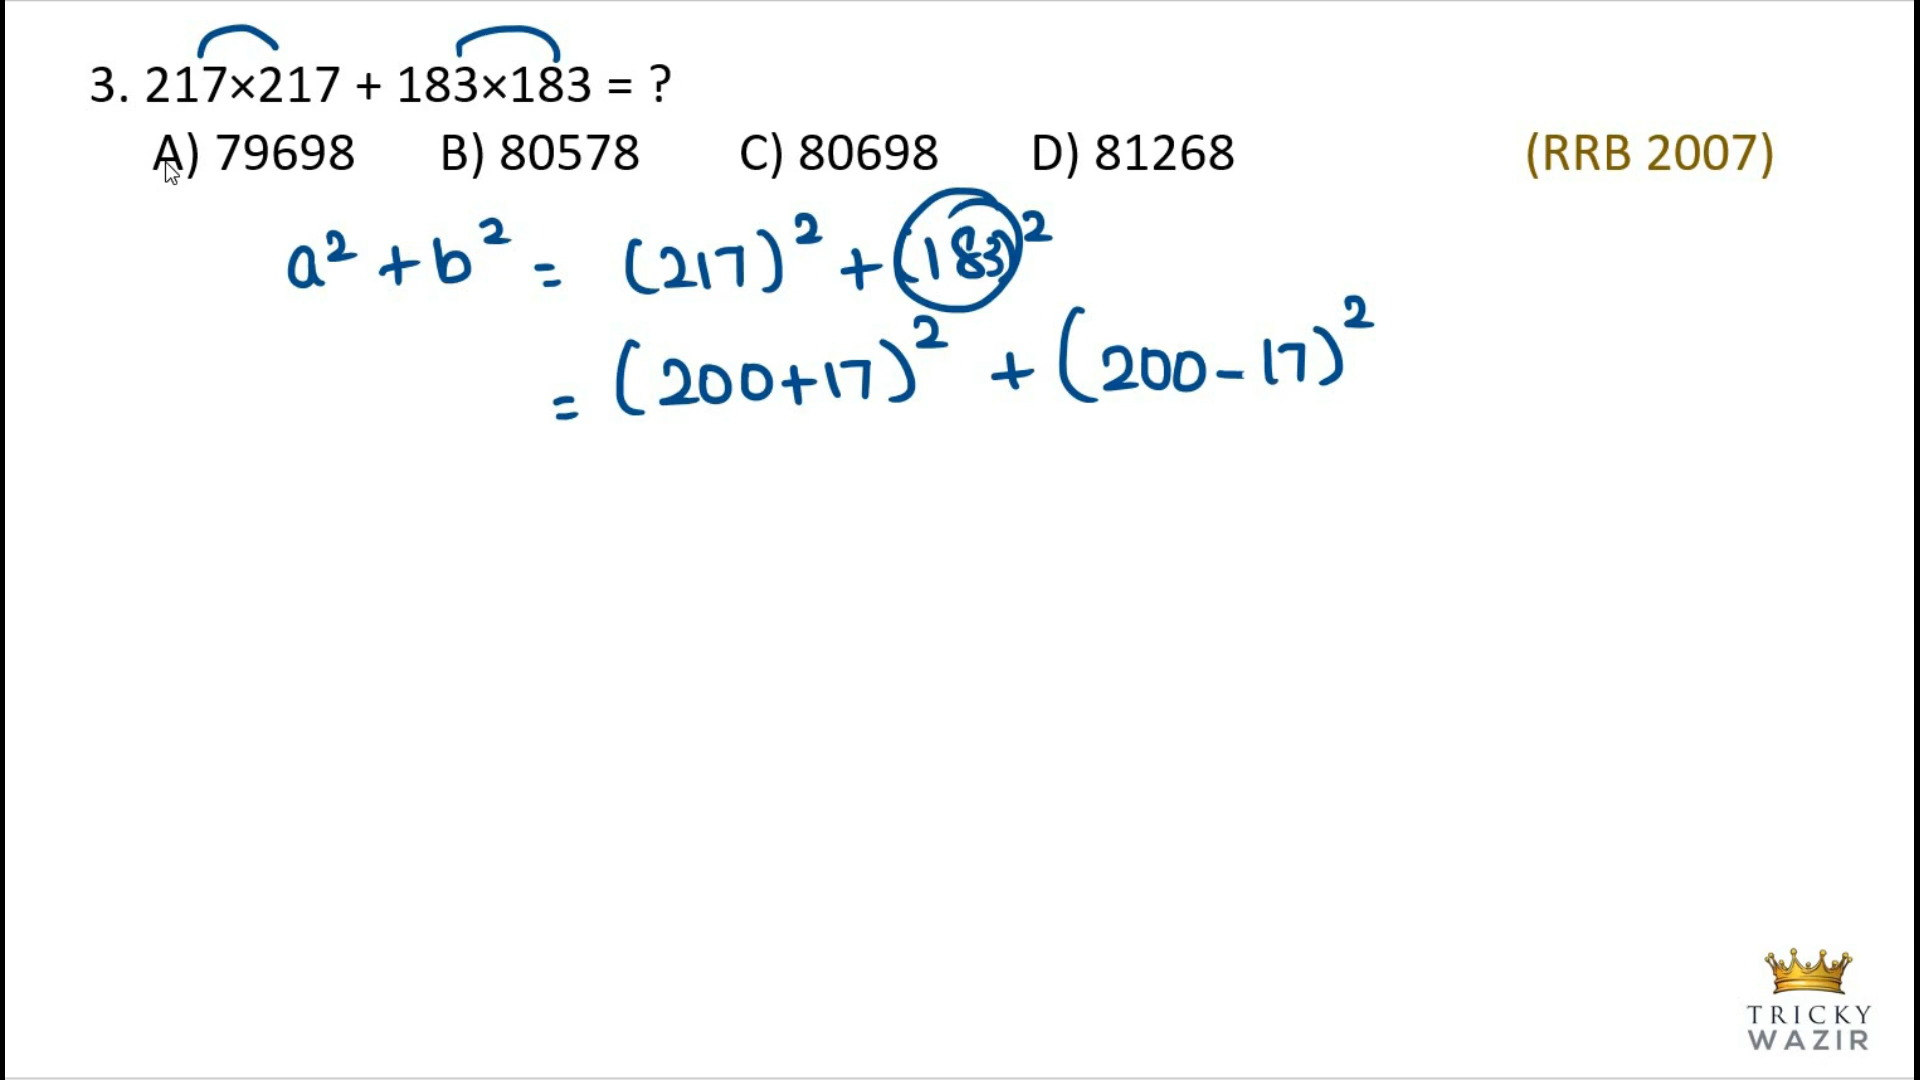 3. 217×217 + 183×183 = ?
A) 79698 B) 80578 C) 80698 D) 81268 (RRB 2007)
a² + b² = (217)² + (183)²
= (200+17)² + (200-17)²
TRICKY
WAZIR